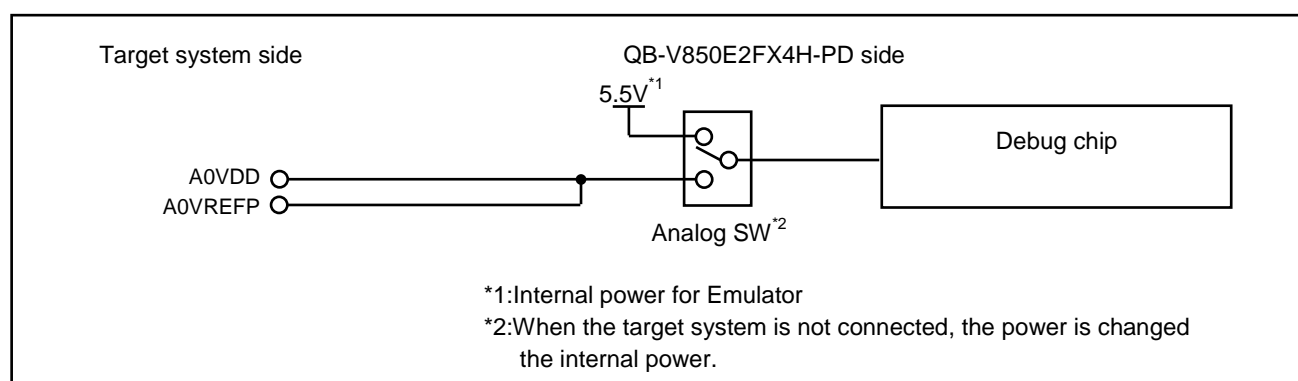 Target system side
QB-V850E2FX4H-PD side
5.5V*1
Debug chip
A0VDD
A0VREFP
Analog SW*2
*1:Internal power for Emulator
*2:When the target system is not connected, the power is changed
the internal power.